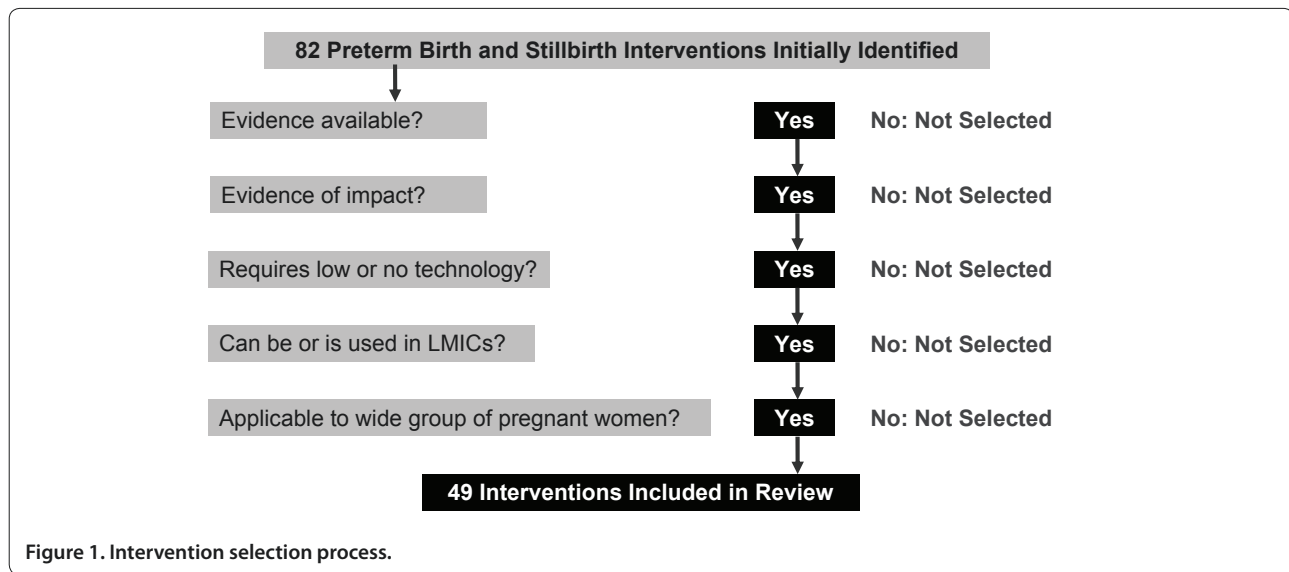 82 Preterm Birth and Stillbirth Interventions Initially Identified
Evidence available? Yes No: Not Selected
Evidence of impact? Yes No: Not Selected
Requires low or no technology? Yes No: Not Selected
Can be or is used in LMICs? Yes No: Not Selected
Applicable to wide group of pregnant women? Yes No: Not Selected
49 Interventions Included in Review
Figure 1. Intervention selection process.